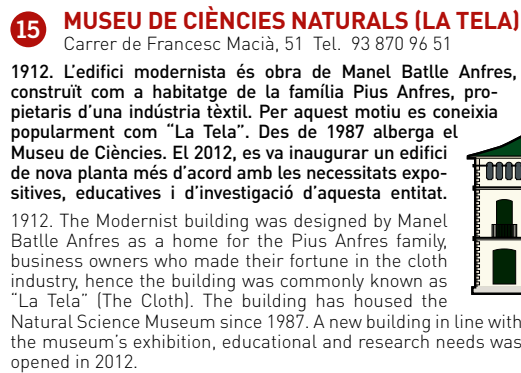 15 MUSEU DE CIÈNCIES NATURALS (LA TELA)
Carrer de Francesc Macià, 51 Tel. 93 870 96 51
1912. L’edifici modernista és obra de Manel Batlle Anfres,
construït com a habitatge de la família Pius Anfres, pro-
pietaris d’una indústria tèxtil. Per aquest motiu es coneixia
popularment com “La Tela”. Des de 1987 alberga el
Museu de Ciències. El 2012, es va inaugurar un edifici
de nova planta més d’acord amb les necessitats expo-
sitives, educatives i d’investigació d’aquesta entitat.
1912. The Modernist building was designed by Manel
Batlle Anfres as a home for the Pius Anfres family,
business owners who made their fortune in the cloth
industry, hence the building was commonly known as
“La Tela” (The Cloth). The building has housed the
Natural Science Museum since 1987. A new building in line with
the museum’s exhibition, educational and research needs was
opened in 2012.